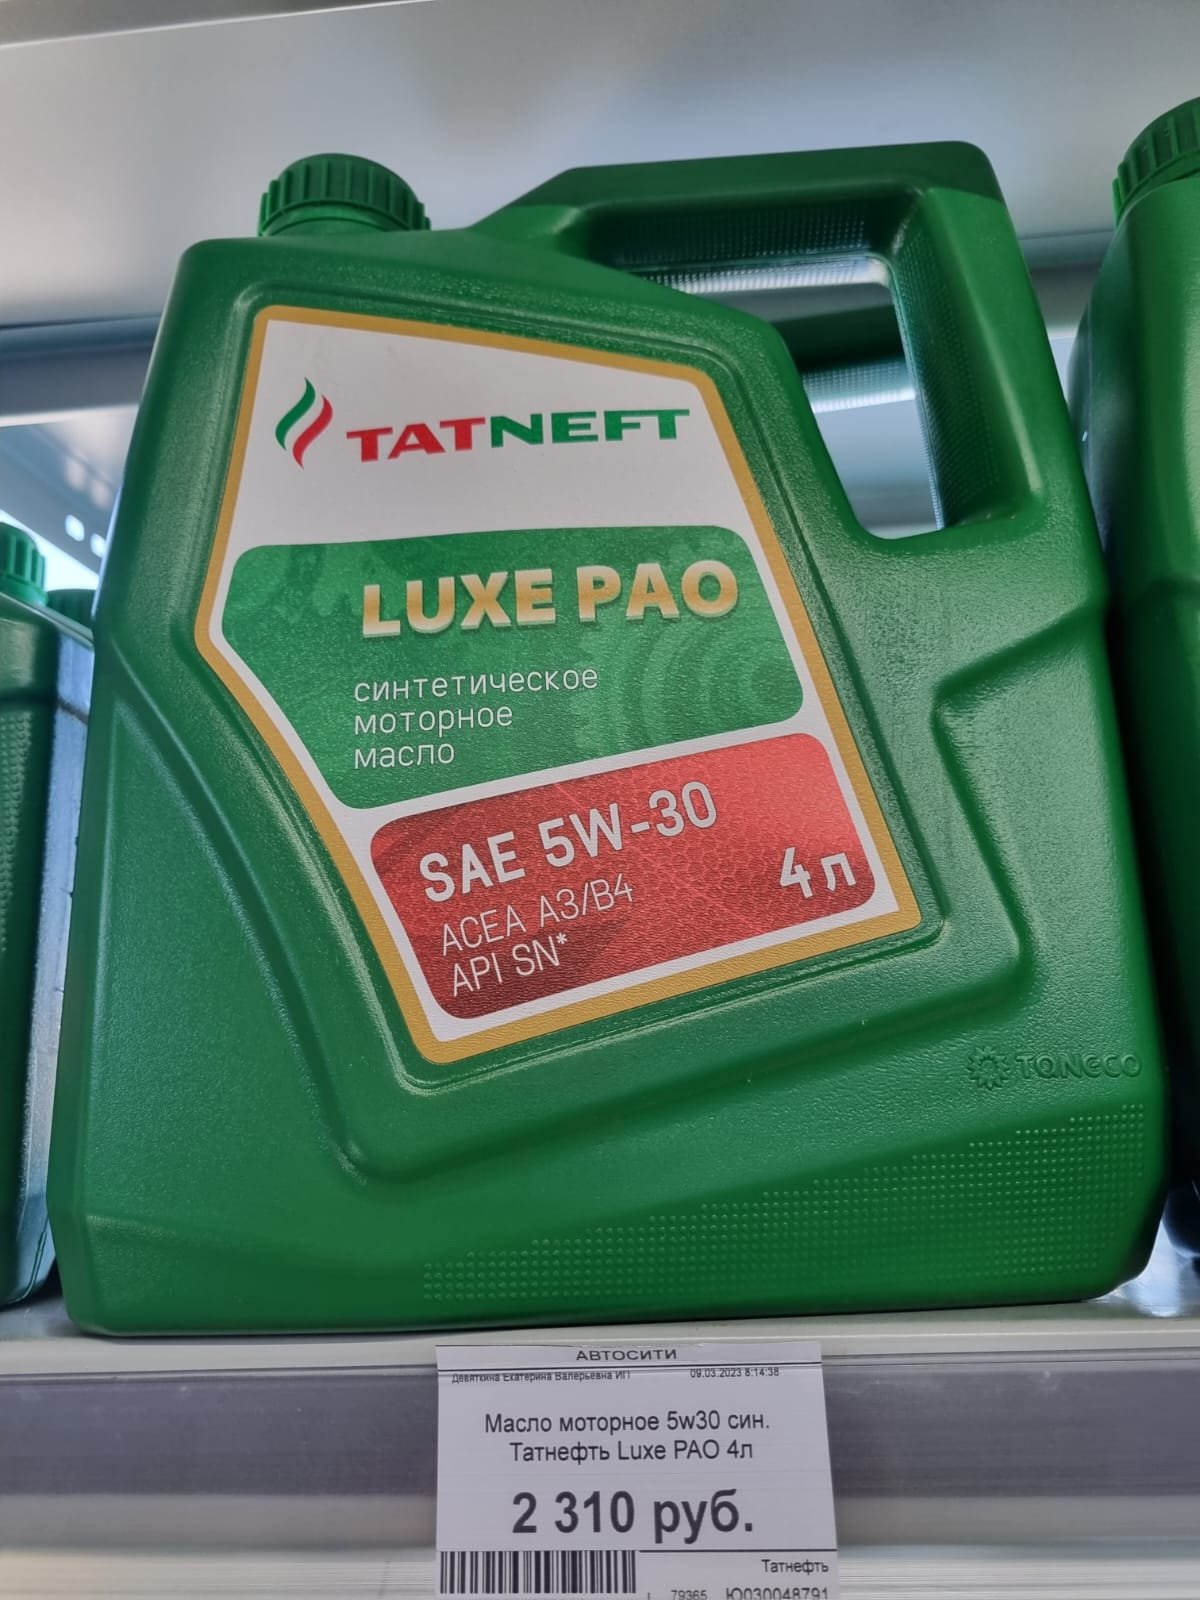 TATNEFT
LUXE PAO
синтетическое
моторное
масло
SAE 5W-30
ACEA A3/B4
API SN*
4 л
TANECO
АВТОСИТИ
Девяткина Екатерина Валерьевна ИП 09.03.2023 8:14:38
Масло моторное 5w30 син.
Татнефть Luxe PAO 4л
2 310 руб.
Татнефть
79365 Ю030048791